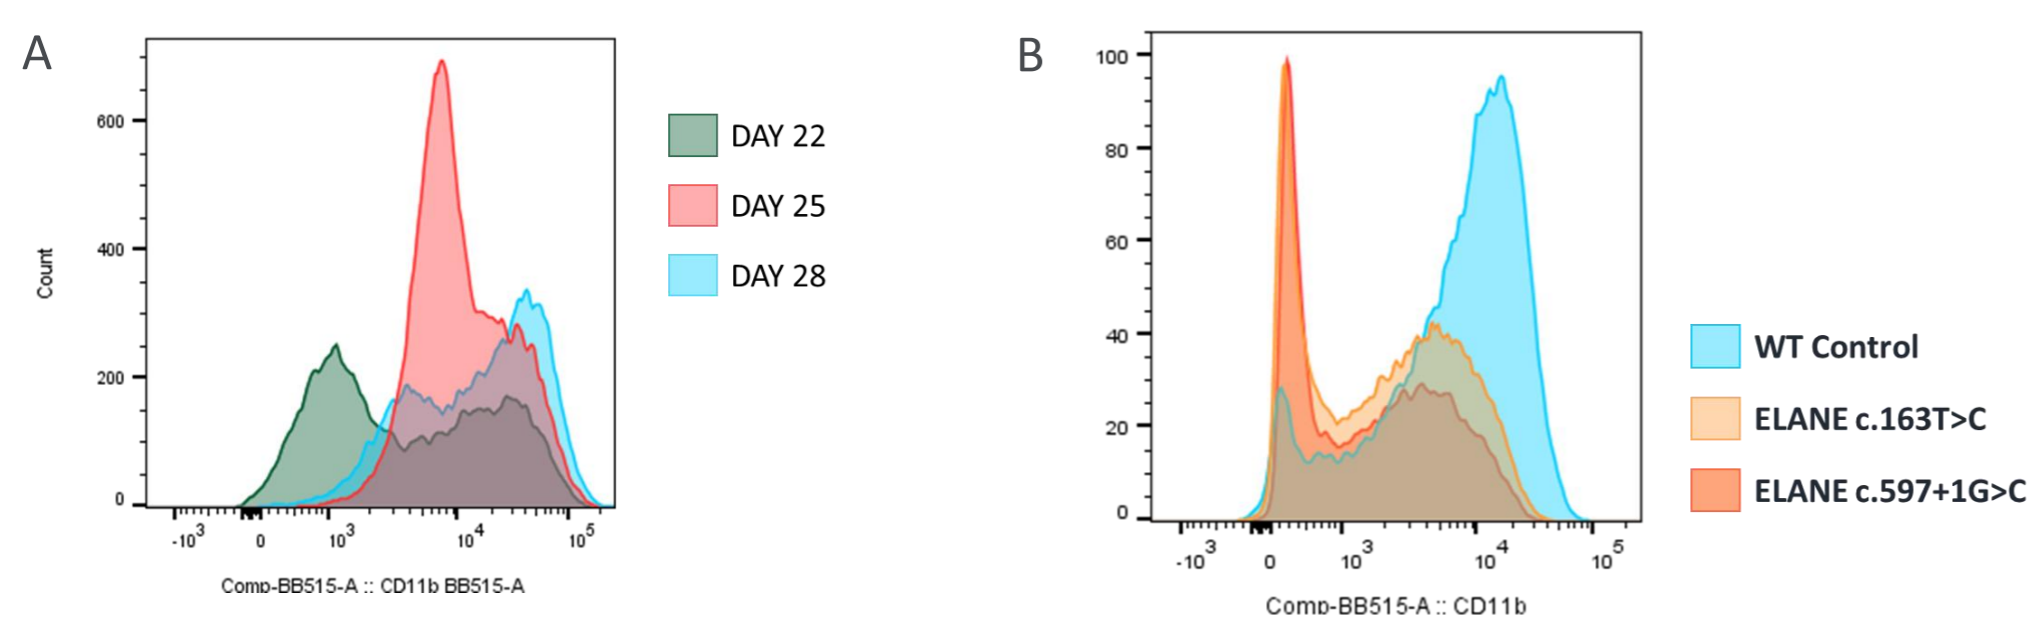 A
600
400
200
0
Count
-10^3 0 10^3 10^4 10^5
Comp-BB515-A :: CD11b BB515-A
DAY 22
DAY 25
DAY 28
B
100
80
60
40
20
0
-10^3 0 10^3 10^4 10^5
Comp-BB515-A :: CD11b
WT Control
ELANE c.163T>C
ELANE c.597+1G>C